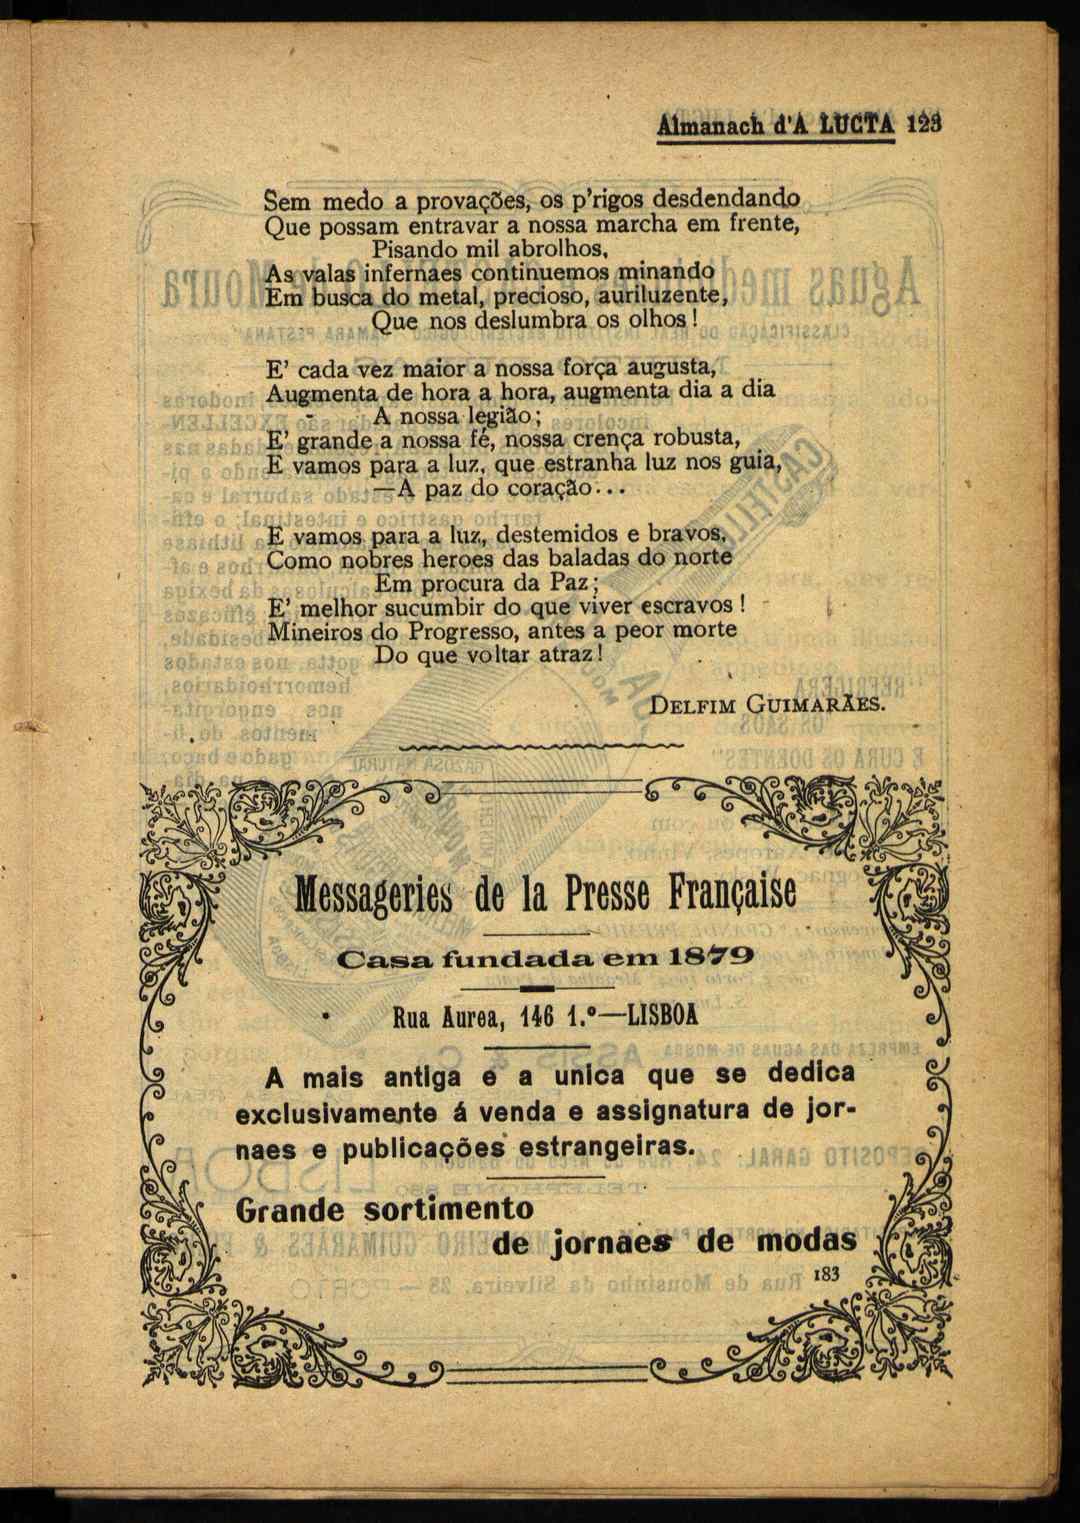 Almanach d'A LUCTA 123
Sem medo a provações, os p'rigos desdendando
Que possam entravar a nossa marcha em frente,
Pisando mil abrolhos,
As valas infernaes continuemos minando
Em busca do metal, precioso, auriluzente,
Que nos deslumbra os olhos!
E' cada vez maior a nossa força augusta,
Augmenta de hora a hora, augmenta dia a dia
A nossa legião;
E' grande a nossa fé, nossa crença robusta,
E vamos para a luz, que estranha luz nos guia,
—A paz do coração...
E vamos para a luz, destemidos e bravos,
Como nobres heroes das baladas do norte
Em procura da Paz;
E' melhor sucumbir do que viver escravos!
Mineiros do Progresso, antes a peor morte
Do que voltar atraz!
DELFIM GUIMARÃES.
Messageries de la Presse Française
Casa fundada em 1879
Rua Aurea, 146 1.º—LISBOA
A mais antiga e a unica que se dedica
exclusivamente á venda e assignatura de jor-
naes e publicações estrangeiras.
Grande sortimento
de jornaes de modas
183